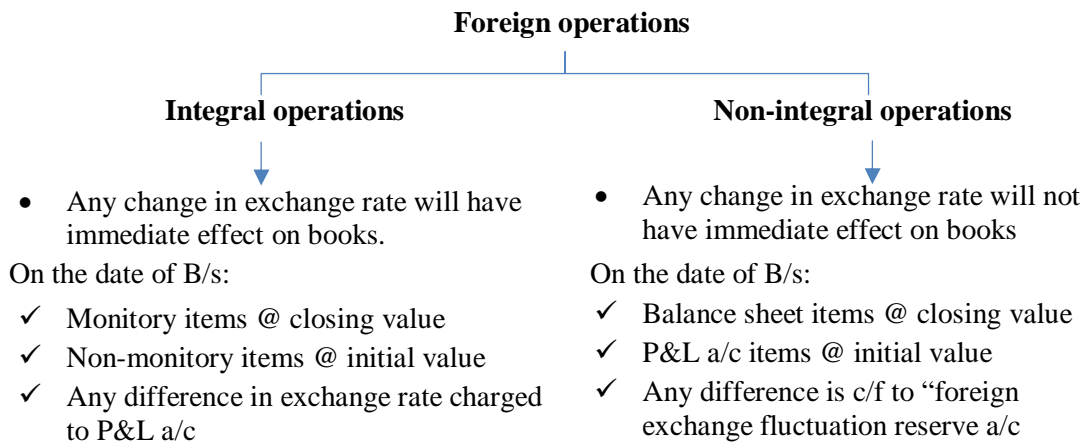 Foreign operations
Integral operations
• Any change in exchange rate will have
immediate effect on books.
On the date of B/s:
✓ Monitory items @ closing value
✓ Non-monitory items @ initial value
✓ Any difference in exchange rate charged
to P&L a/c
Non-integral operations
• Any change in exchange rate will not
have immediate effect on books
On the date of B/s:
✓ Balance sheet items @ closing value
✓ P&L a/c items @ initial value
✓ Any difference is c/f to “foreign
exchange fluctuation reserve a/c